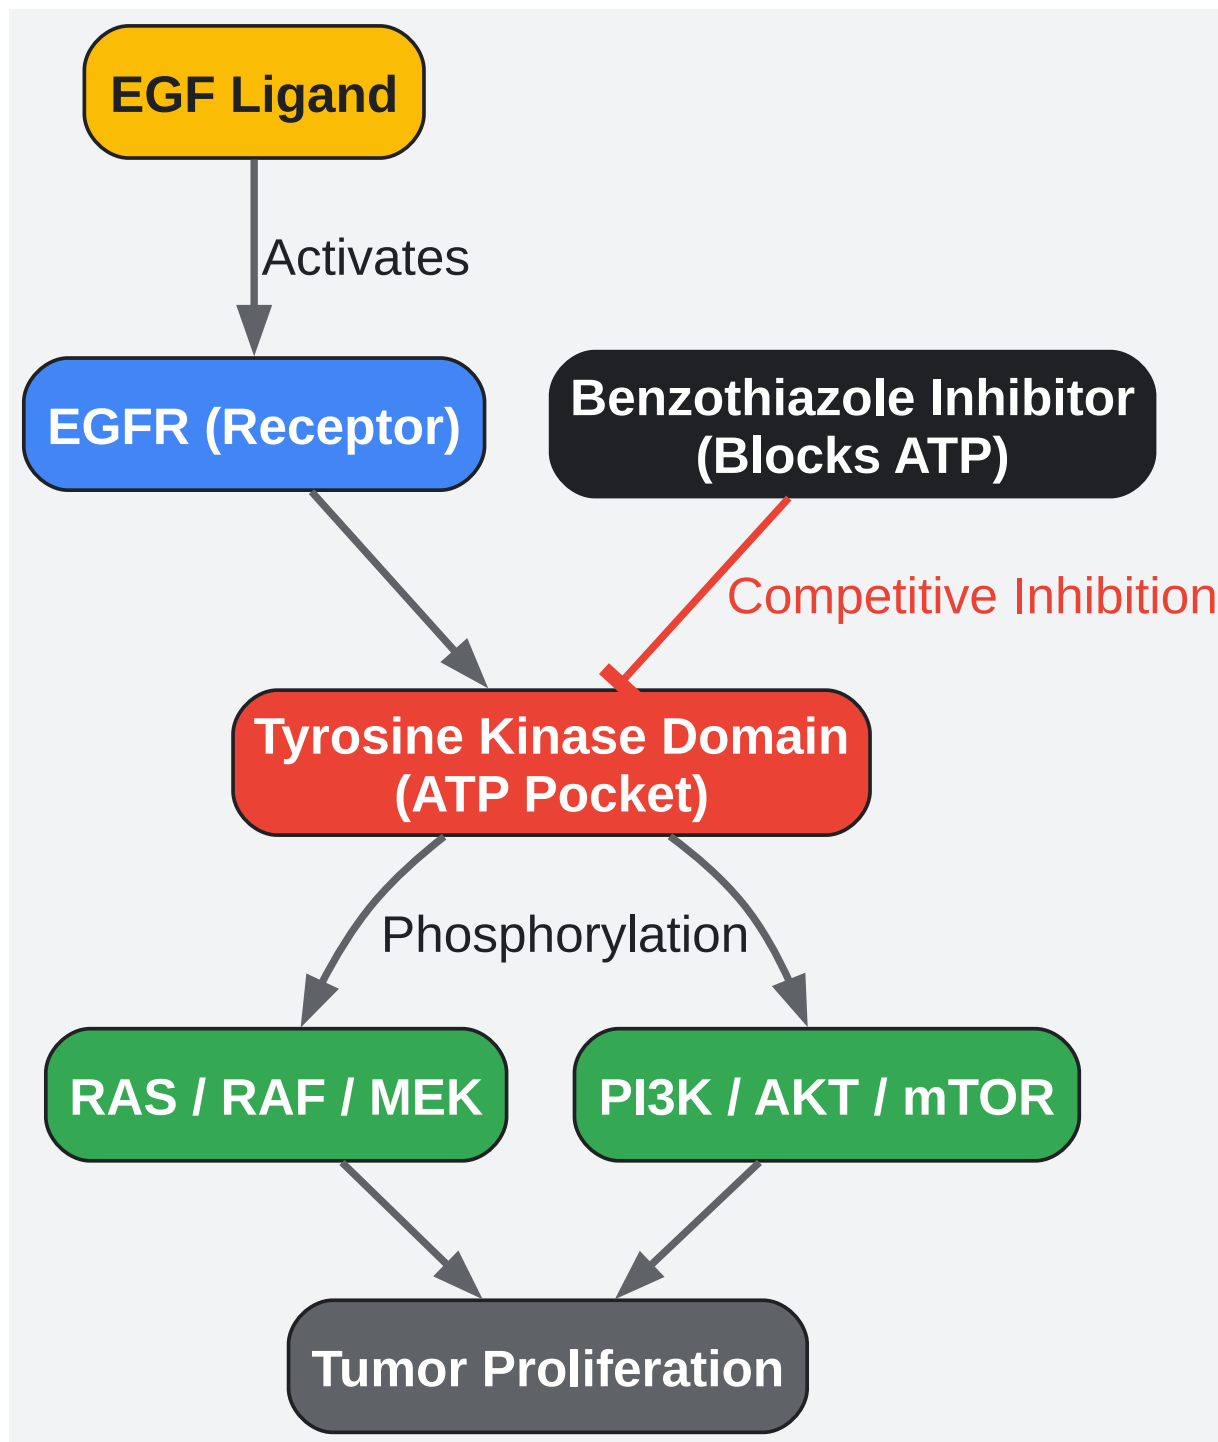 EGF Ligand
Activates
EGFR (Receptor)
Benzothiazole Inhibitor
(Blocks ATP)
Competitive Inhibition
Tyrosine Kinase Domain
(ATP Pocket)
Phosphorylation
RAS / RAF / MEK
PI3K / AKT / mTOR
Tumor Proliferation